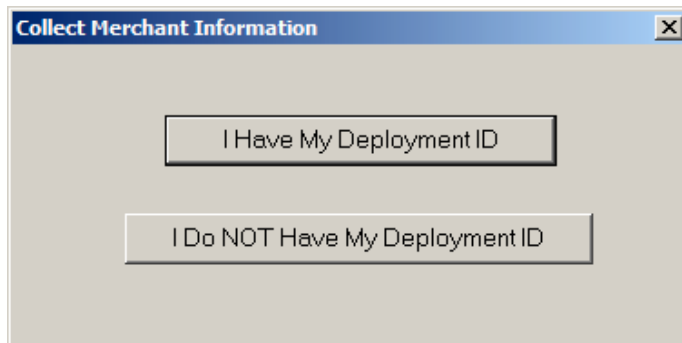 Collect Merchant Information
I Have My Deployment ID
I Do NOT Have My Deployment ID